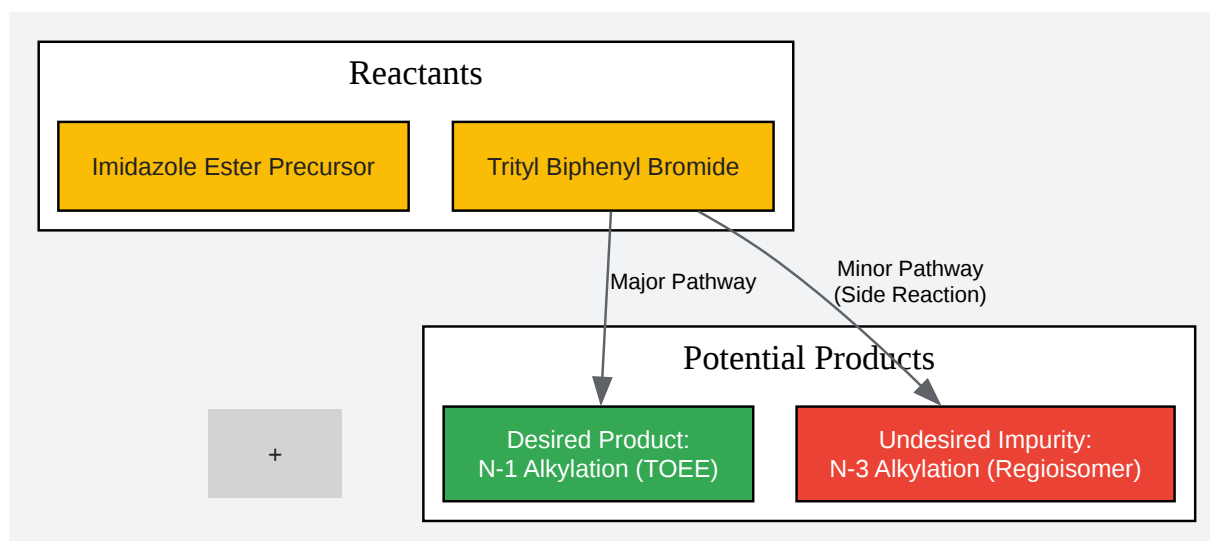 Reactants
Imidazole Ester Precursor
Trityl Biphenyl Bromide
Major Pathway
Minor Pathway
(Side Reaction)
Potential Products
+
Desired Product:
N-1 Alkylation (TOEE)
Undesired Impurity:
N-3 Alkylation (Regioisomer)